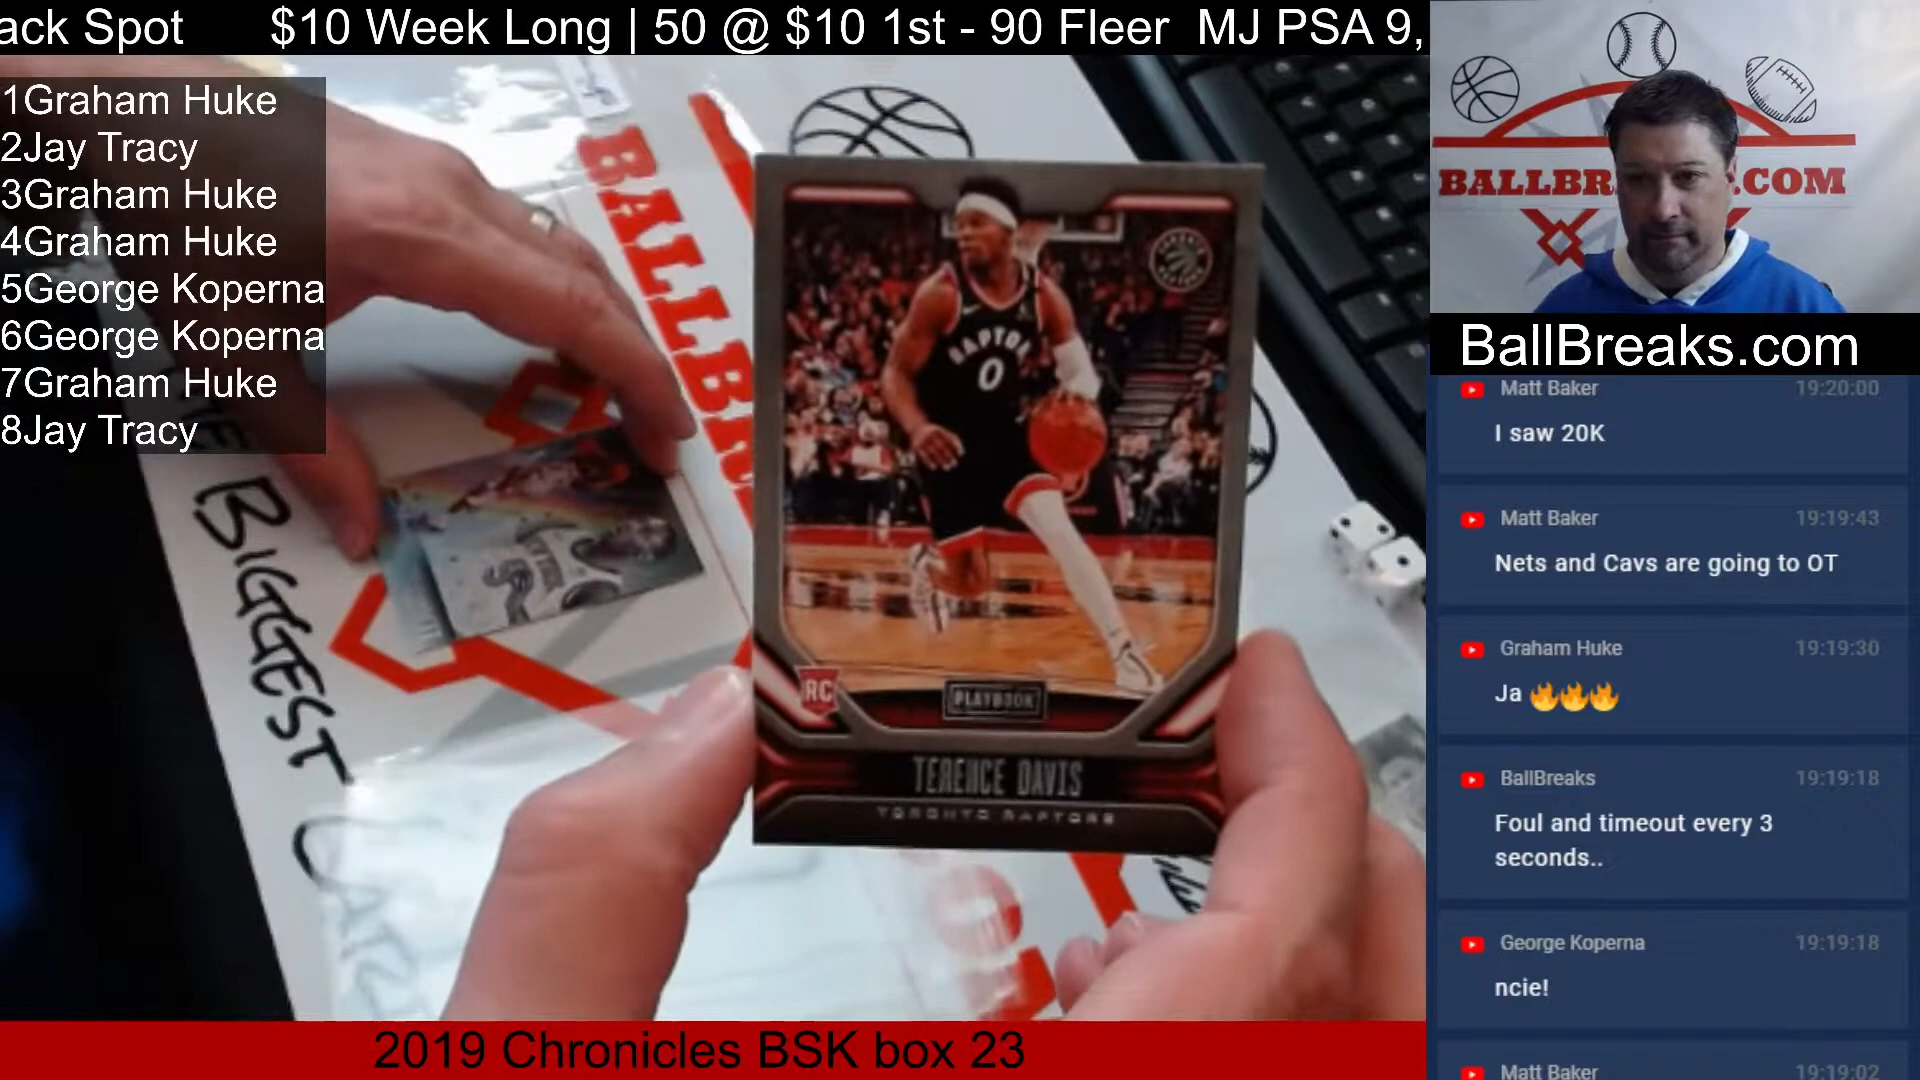 ack Spot $10 Week Long | 50 @ $10 1st - 90 Fleer MJ PSA 9,
1Graham Huke
2Jay Tracy
3Graham Huke
4Graham Huke
5George Koperna
6George Koperna
7Graham Huke
8Jay Tracy
BIGGEST
RAPTOR
0
RC
PLAYBOOK
TERENCE DAVIS
TORONTO RAPTORS
BALLBR .COM
BallBreaks.com
Matt Baker 19:20:00
I saw 20K
Matt Baker 19:19:43
Nets and Cavs are going to OT
Graham Huke 19:19:30
Ja 🔥🔥🔥
BallBreaks 19:19:18
Foul and timeout every 3
seconds..
George Koperna 19:19:18
ncie!
Matt Baker 19:19:02
2019 Chronicles BSK box 23